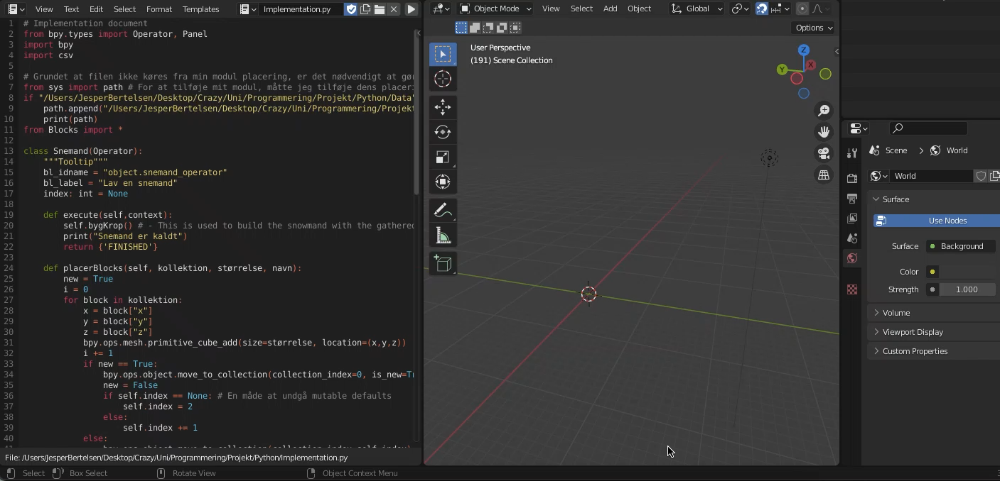 View Text Edit Select Format Templates Implementation.py
1 # Implementation document
2 from bpy.types import Operator, Panel
3 import bpy
4 import csv
5
6 # Grundet at filen ikke køres fra min modul placering, er det nødvendigt at gør
7 from sys import path # For at tilføje mit modul, måtte jeg tilføje dens placeri
8 if "/Users/JesperBertelsen/Desktop/Crazy/Uni/Programmering/Projekt/Python/Data"
9 path.append("/Users/JesperBertelsen/Desktop/Crazy/Uni/Programmering/Projekt
10 print(path)
11 from Blocks import *
12
13 class Snemand(Operator):
14 """Tooltip"""
15 bl_idname = "object.snemand_operator"
16 bl_label = "Lav en snemand"
17 index: int = None
18
19 def execute(self,context):
20 self.bygKrop() # - This is used to build the snowmand with the gathered
21 print("Snemand er kaldt")
22 return {'FINISHED'}
23
24 def placerBlocks(self, kollektion, størrelse, navn):
25 new = True
26 i = 0
27 for block in kollektion:
28 x = block["x"]
29 y = block["y"]
30 z = block["z"]
31 bpy.ops.mesh.primitive_cube_add(size=størrelse, location=(x,y,z))
32 i += 1
33 if new == True:
34 bpy.ops.object.move_to_collection(collection_index=0, is_new=Tr
35 new = False
36 if self.index == None: # En måde at undgå mutable defaults
37 self.index = 2
38 else:
39 self.index += 1
40 else:
File: /Users/JesperBertelsen/Desktop/Crazy/Uni/Programmering/Projekt/Python/Implementation.py
Select Box Select Rotate View Object Context Menu
Object Mode View Select Add Object Global
Options
User Perspective
(191) Scene Collection
Z
Y
X
Scene > World
World
Surface
Use Nodes
Surface Background
Color
Strength 1.000
Volume
Viewport Display
Custom Properties